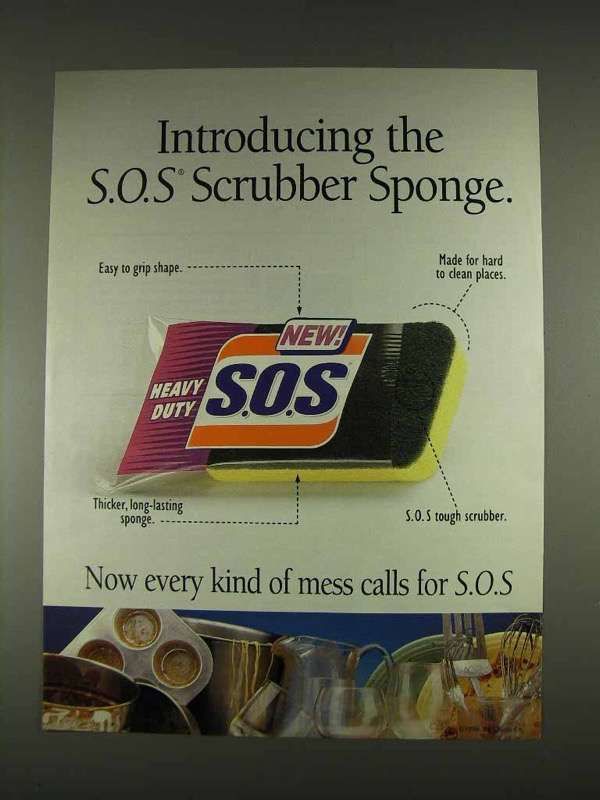 Introducing the
S.O.S® Scrubber Sponge.
Easy to grip shape.
Made for hard
to clean places.
NEW!
HEAVY
DUTY
S.O.S
Thicker, long-lasting
sponge.
S.O.S tough scrubber.
Now every kind of mess calls for S.O.S